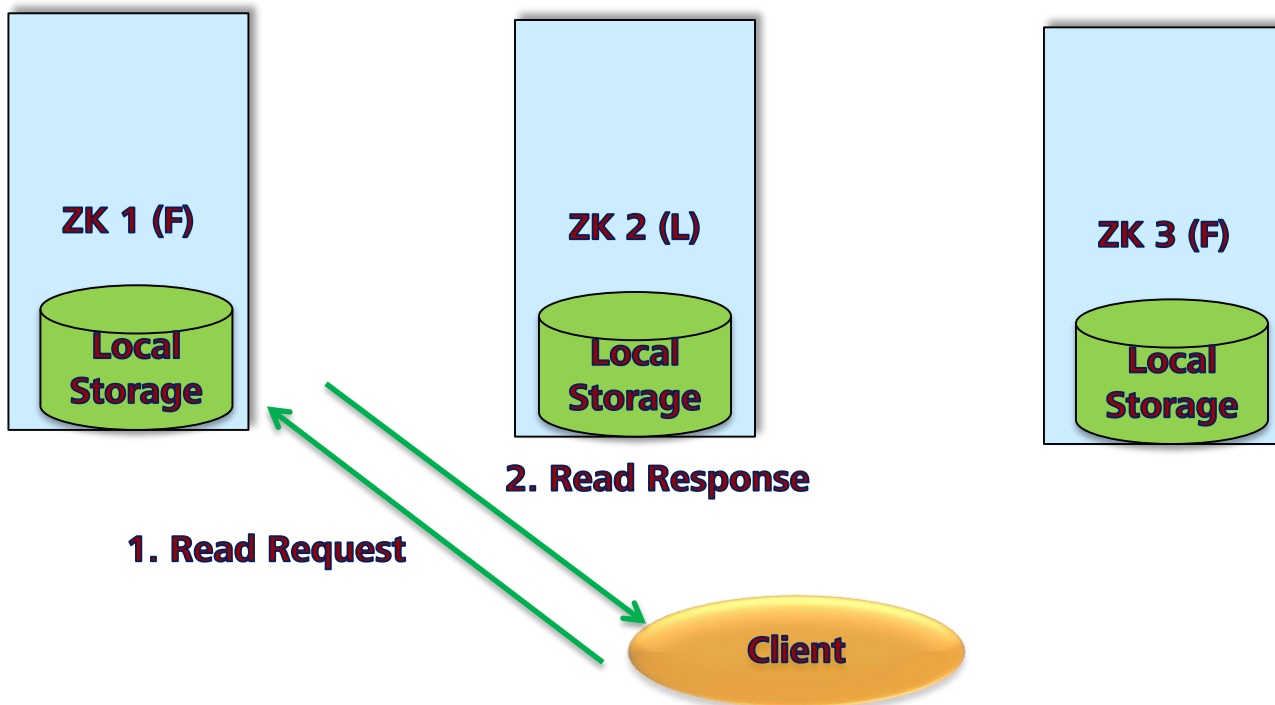 ZK 1 (F)
ZK 2 (L)
ZK 3 (F)
Local
Storage
Local
Storage
Local
Storage
2. Read Response
1. Read Request
Client